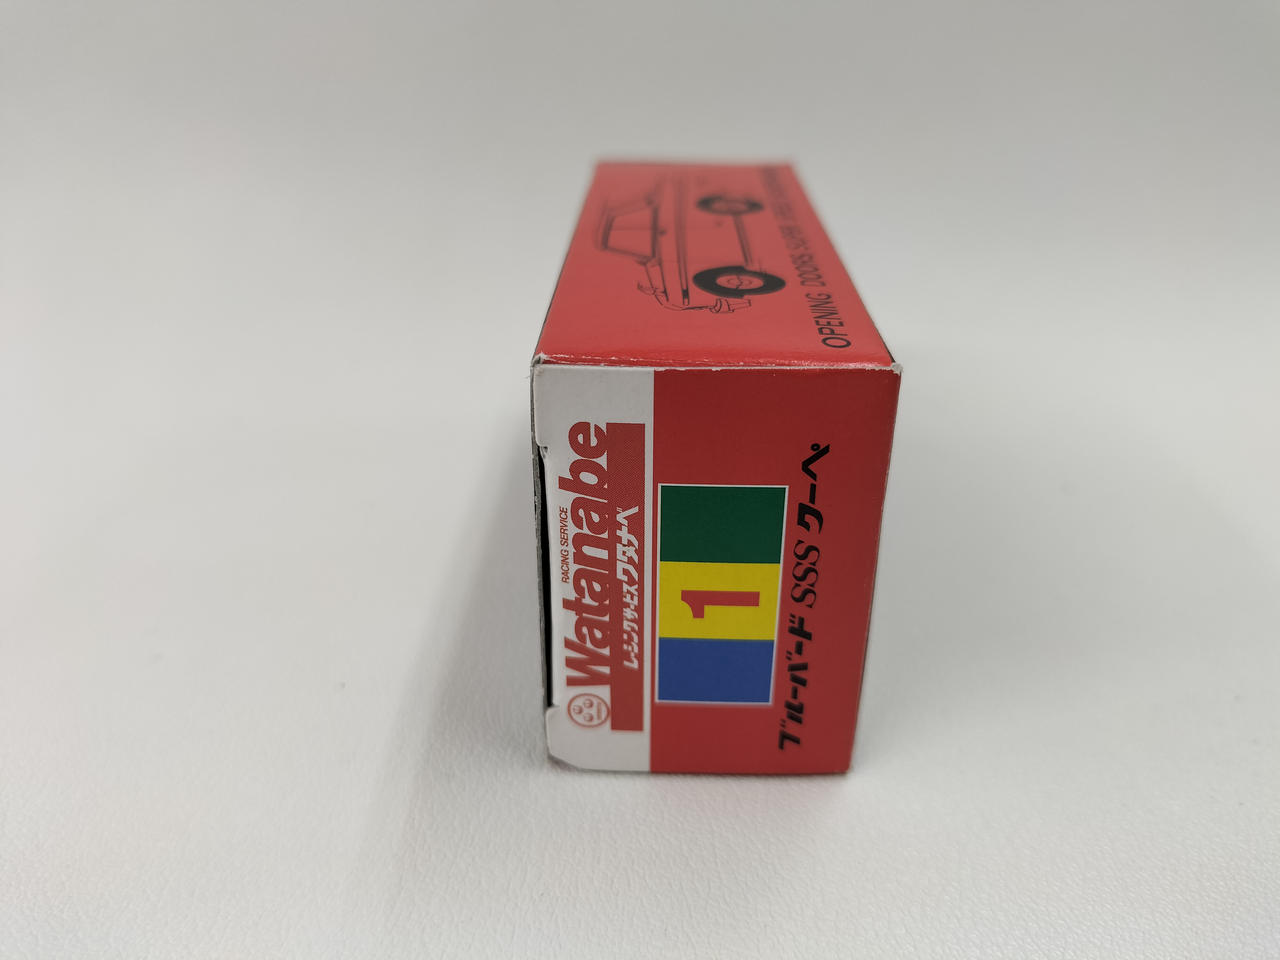 RACING SERVICE
Watanabe
レーシングサービスワタナベ
1
ブルーバード SSS クーペ
OPENING DOORS SUPER